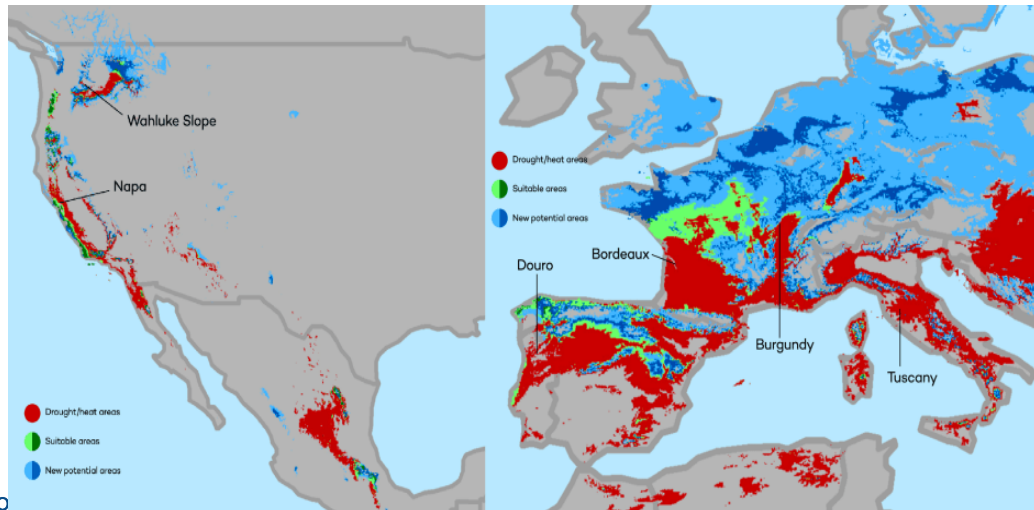 Wahluke Slope
Napa
Drought/heat areas
Suitable areas
New potential areas
Drought/heat areas
Suitable areas
New potential areas
Bordeaux
Douro
Burgundy
Tuscany